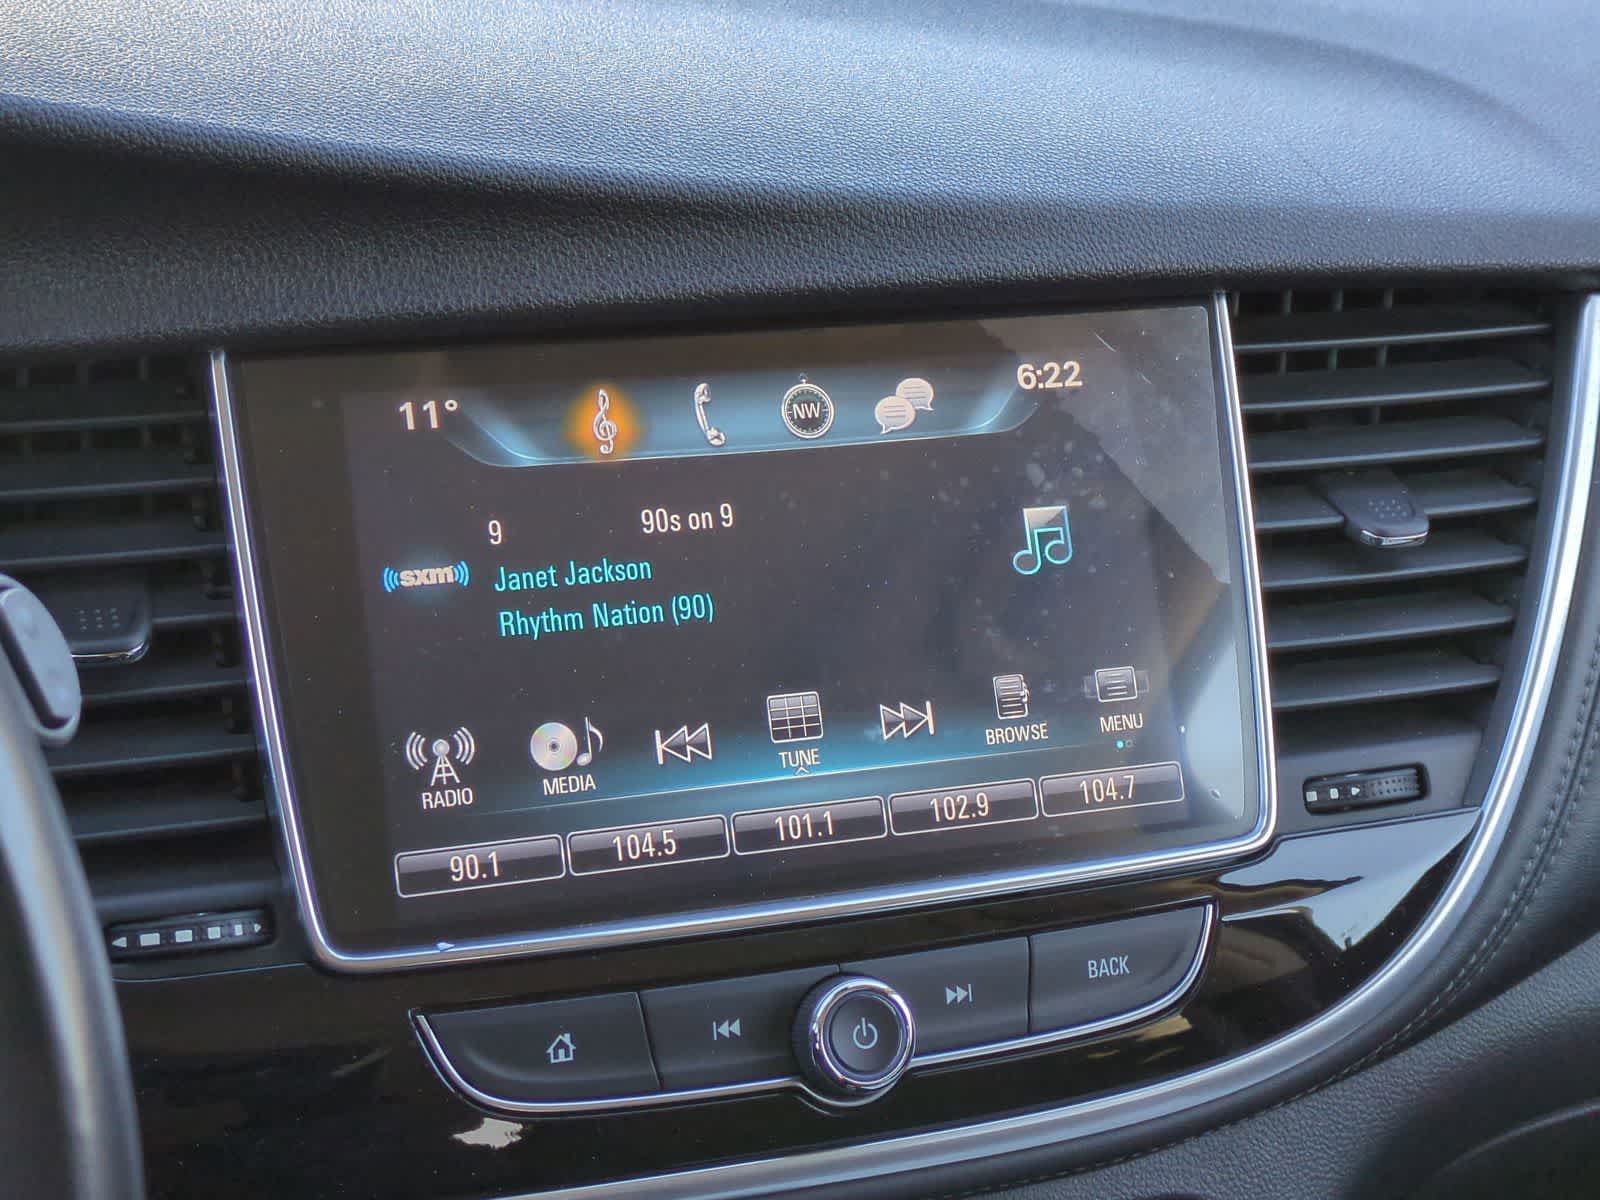 11°
NW
6:22
9
90s on 9
sxm
Janet Jackson
Rhythm Nation (90)
RADIO
MEDIA
TUNE
BROWSE
MENU
90.1
104.5
101.1
102.9
104.7
BACK